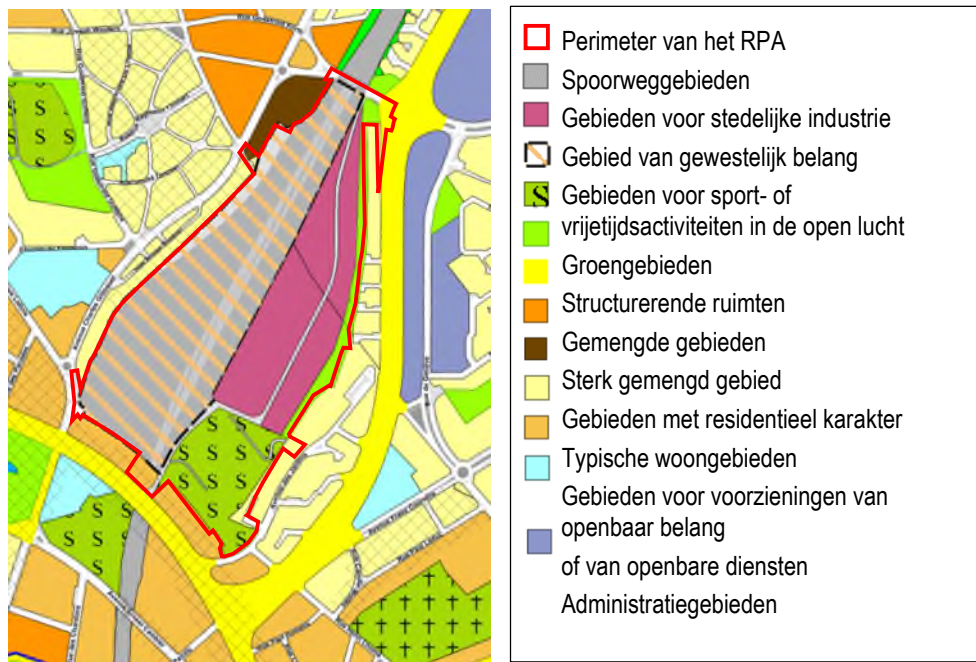 Perimeter van het RPA
Spoorweggebieden
Gebieden voor stedelijke industrie
Gebied van gewestelijk belang
Gebieden voor sport- of
vrijetijdsactiviteiten in de open lucht
Groengebieden
Structurerende ruimten
Gemengde gebieden
Sterk gemengd gebied
Gebieden met residentieel karakter
Typische woongebieden
Gebieden voor voorzieningen van
openbaar belang
of van openbare diensten
Administratiegebieden